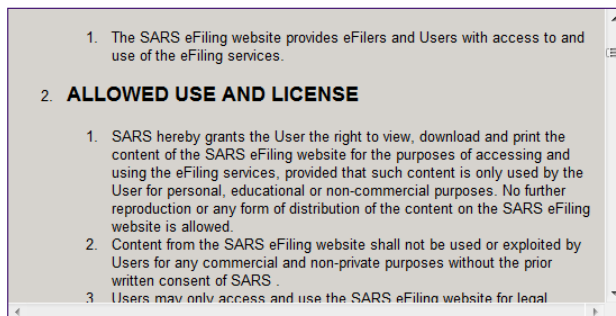 1. The SARS eFiling website provides eFilers and Users with access to and
use of the eFiling services.
2. ALLOWED USE AND LICENSE
1. SARS hereby grants the User the right to view, download and print the
content of the SARS eFiling website for the purposes of accessing and
using the eFiling services, provided that such content is only used by the
User for personal, educational or non-commercial purposes. No further
reproduction or any form of distribution of the content on the SARS eFiling
website is allowed.
2. Content from the SARS eFiling website shall not be used or exploited by
Users for any commercial and non-private purposes without the prior
written consent of SARS .
3. Users may only access and use the SARS eFiling website for legal